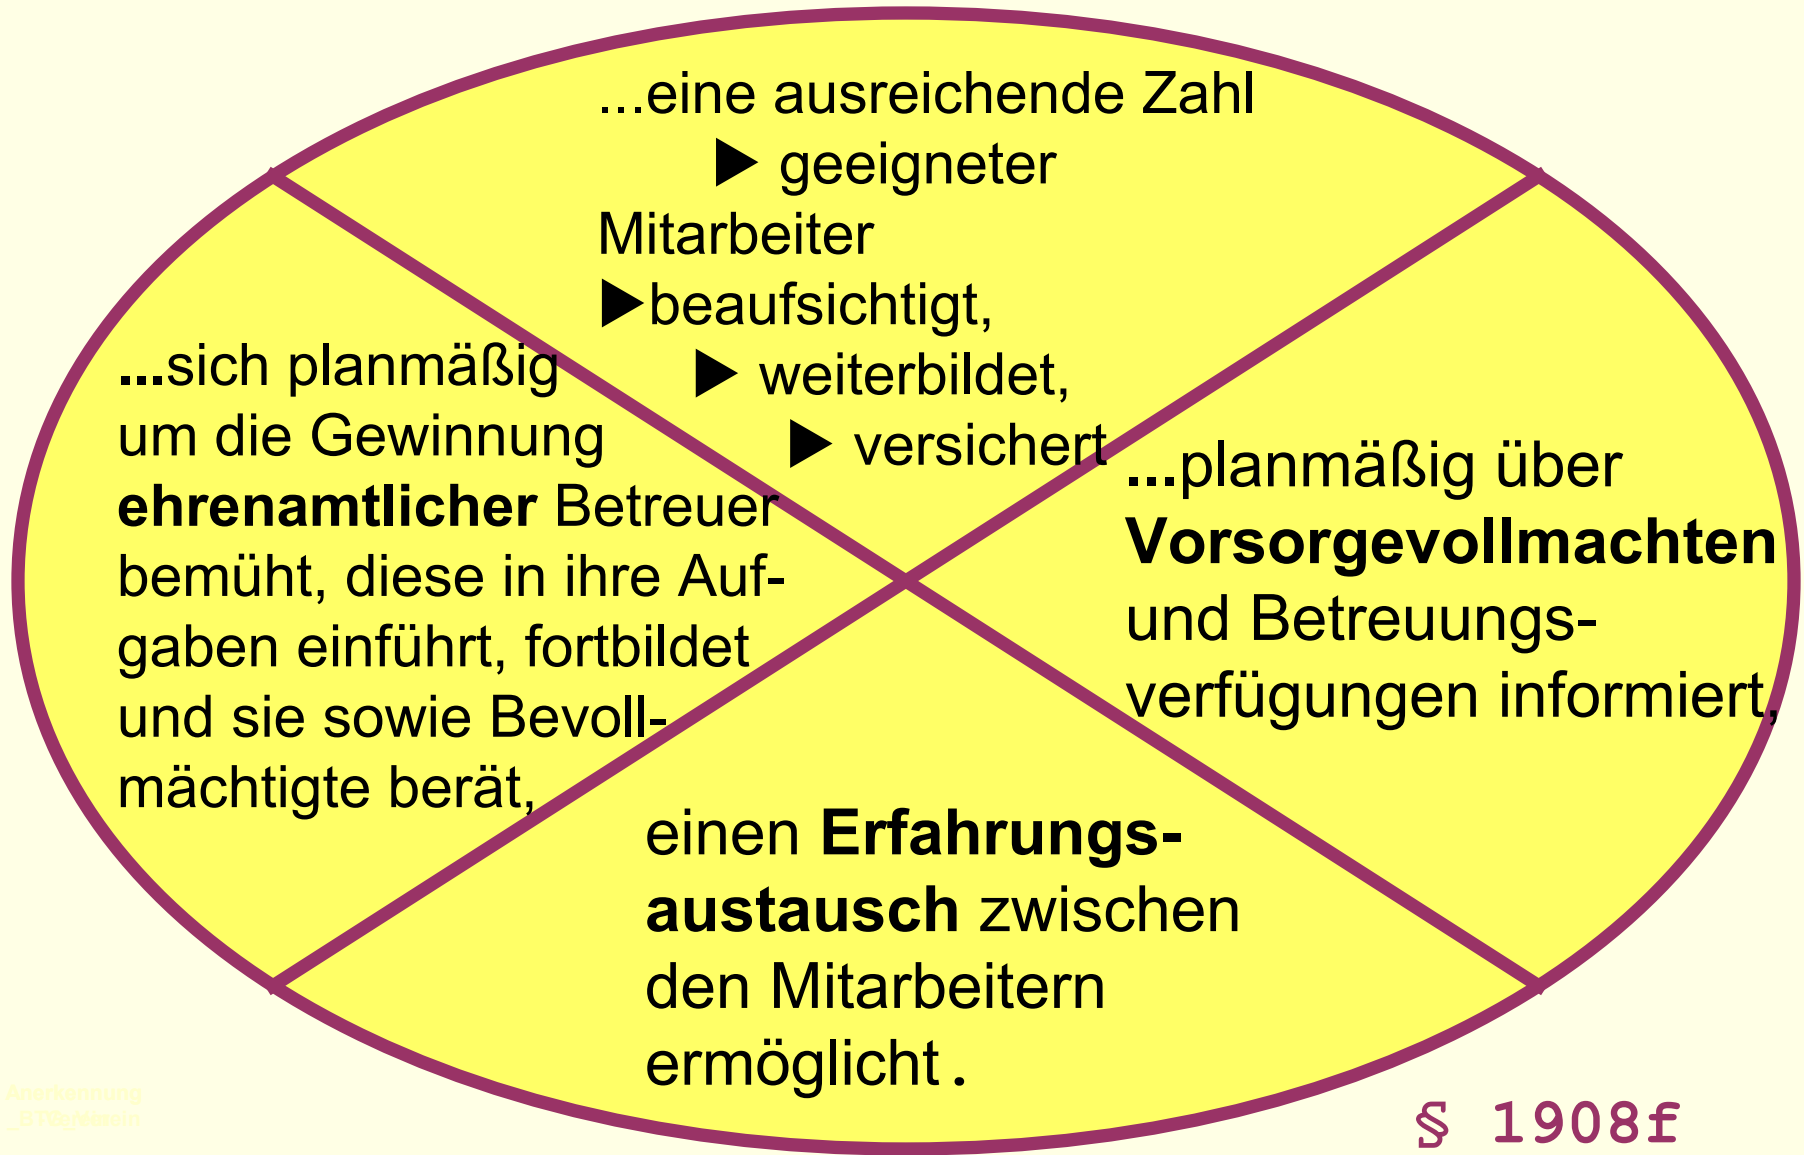 ...eine ausreichende Zahl
▶ geeigneter
Mitarbeiter
▶beaufsichtigt,
▶ weiterbildet,
▶ versichert
...sich planmäßig
um die Gewinnung
ehrenamtlicher Betreuer
bemüht, diese in ihre Auf-
gaben einführt, fortbildet
und sie sowie Bevoll-
mächtigte berät,
...planmäßig über
Vorsorgevollmachten
und Betreuungs-
verfügungen informiert,
einen Erfahrungs-
austausch zwischen
den Mitarbeitern
ermöglicht.
Anerkennung
§ 1908f